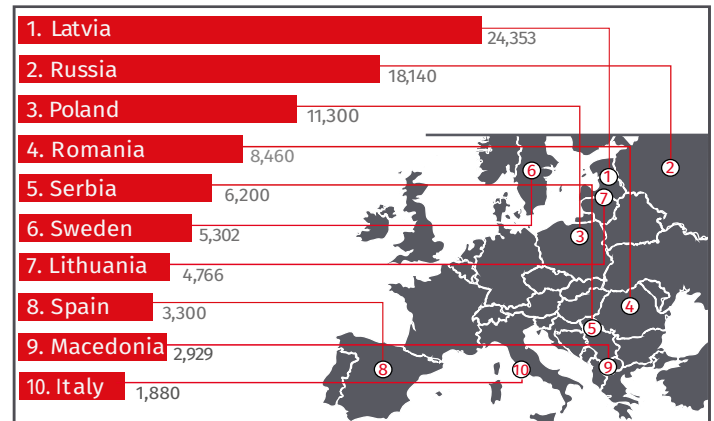 1. Latvia
24,353
2. Russia
18,140
3. Poland
11,300
4. Romania
8,460
5. Serbia
6,200
6. Sweden
5,302
7. Lithuania
4,766
8. Spain
3,300
9. Macedonia
2,929
10. Italy
1,880
6
1
2
7
3
4
5
8
10
9